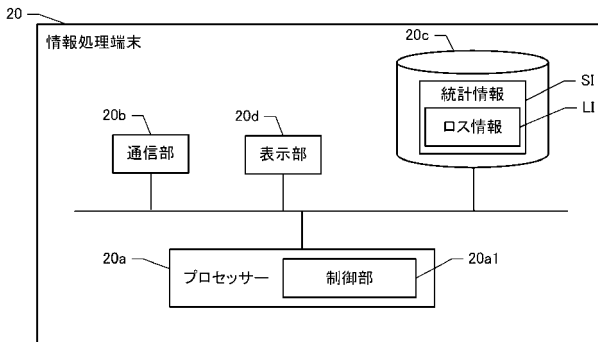 20
情報処理端末
20c
統計情報
SI
ロス情報
LI
20b
通信部
20d
表示部
20a
プロセッサー
制御部
20a1